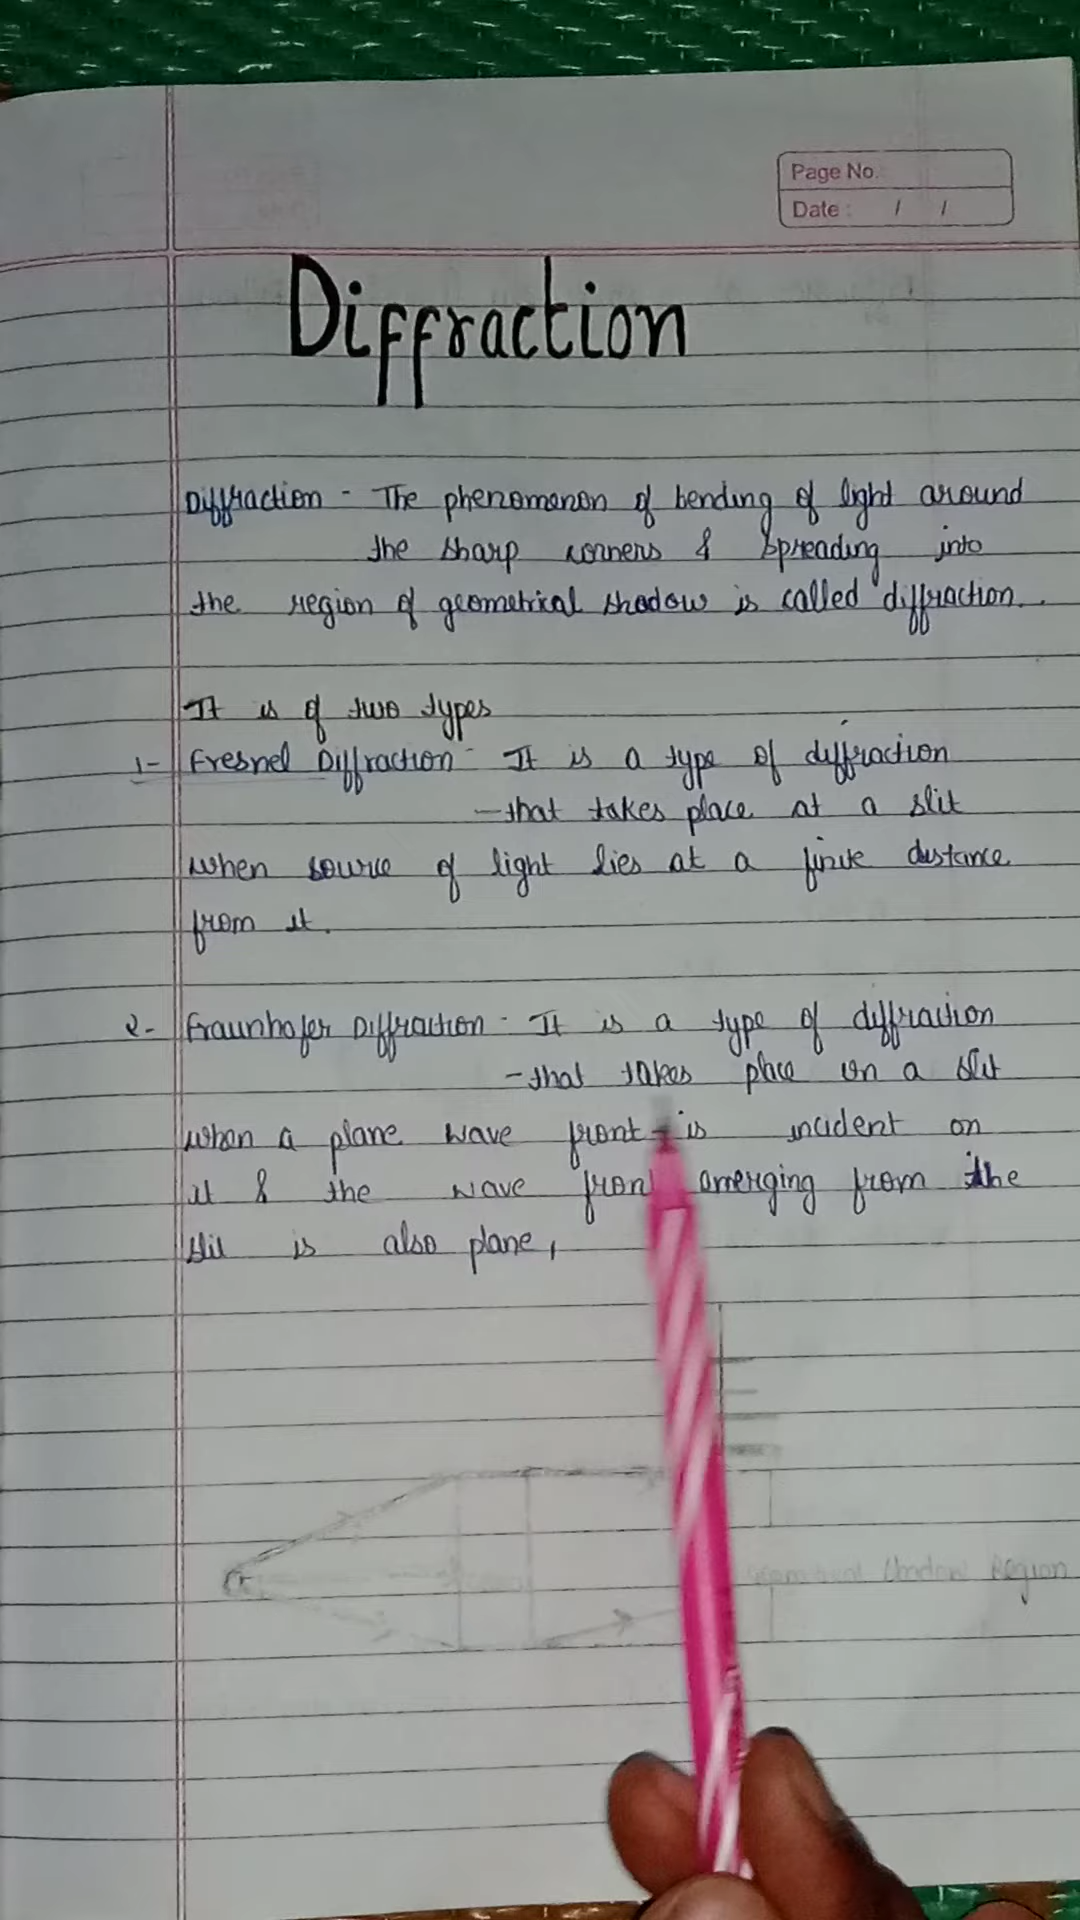 Page No.
Date : / /
Diffraction
Diffraction - The phenomenon of bending of light around
the sharp corners & spreading into
the region of geometrical shadow is called diffraction.
It is of two types
1- Fresnel Diffraction - It is a type of diffraction
- that takes place at a slit
when source of light lies at a finite distance
from it.
2- Fraunhofer Diffraction - It is a type of diffraction
- that takes place on a slit
when a plane wave front is incident on
it & the wave front emerging from the
slit is also plane,
Shadow Region